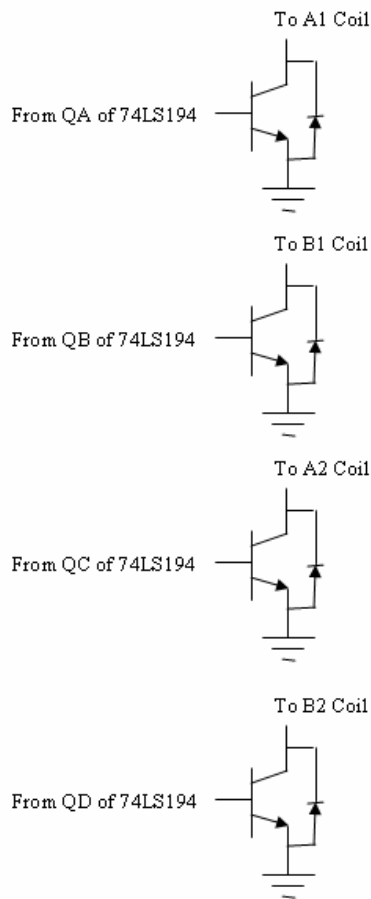 To A1 Coil
From QA of 74LS194
To B1 Coil
From QB of 74LS194
To A2 Coil
From QC of 74LS194
To B2 Coil
From QD of 74LS194